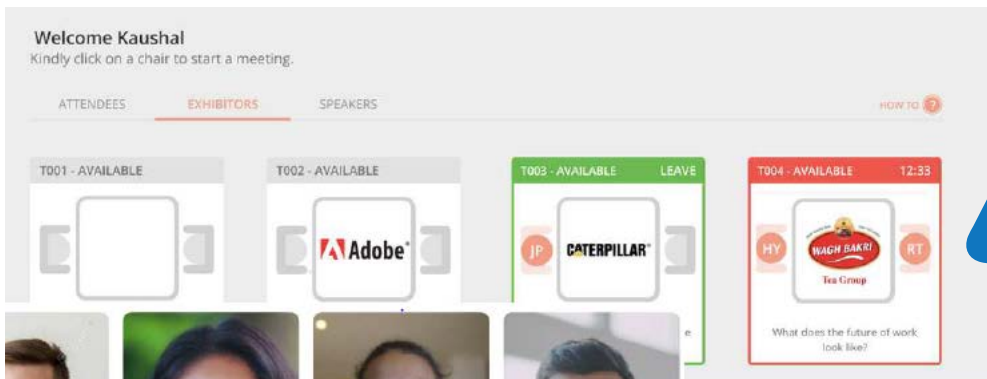 Welcome Kaushal
Kindly click on a chair to start a meeting.
ATTENDEES EXHIBITORS SPEAKERS HOW TO ?
T001 - AVAILABLE T002 - AVAILABLE T003 - AVAILABLE LEAVE T004 - AVAILABLE 12:33
Adobe JP CATERPILLAR HY WAGH BAKRI RT
Tea Group
What does the future of work
look like?